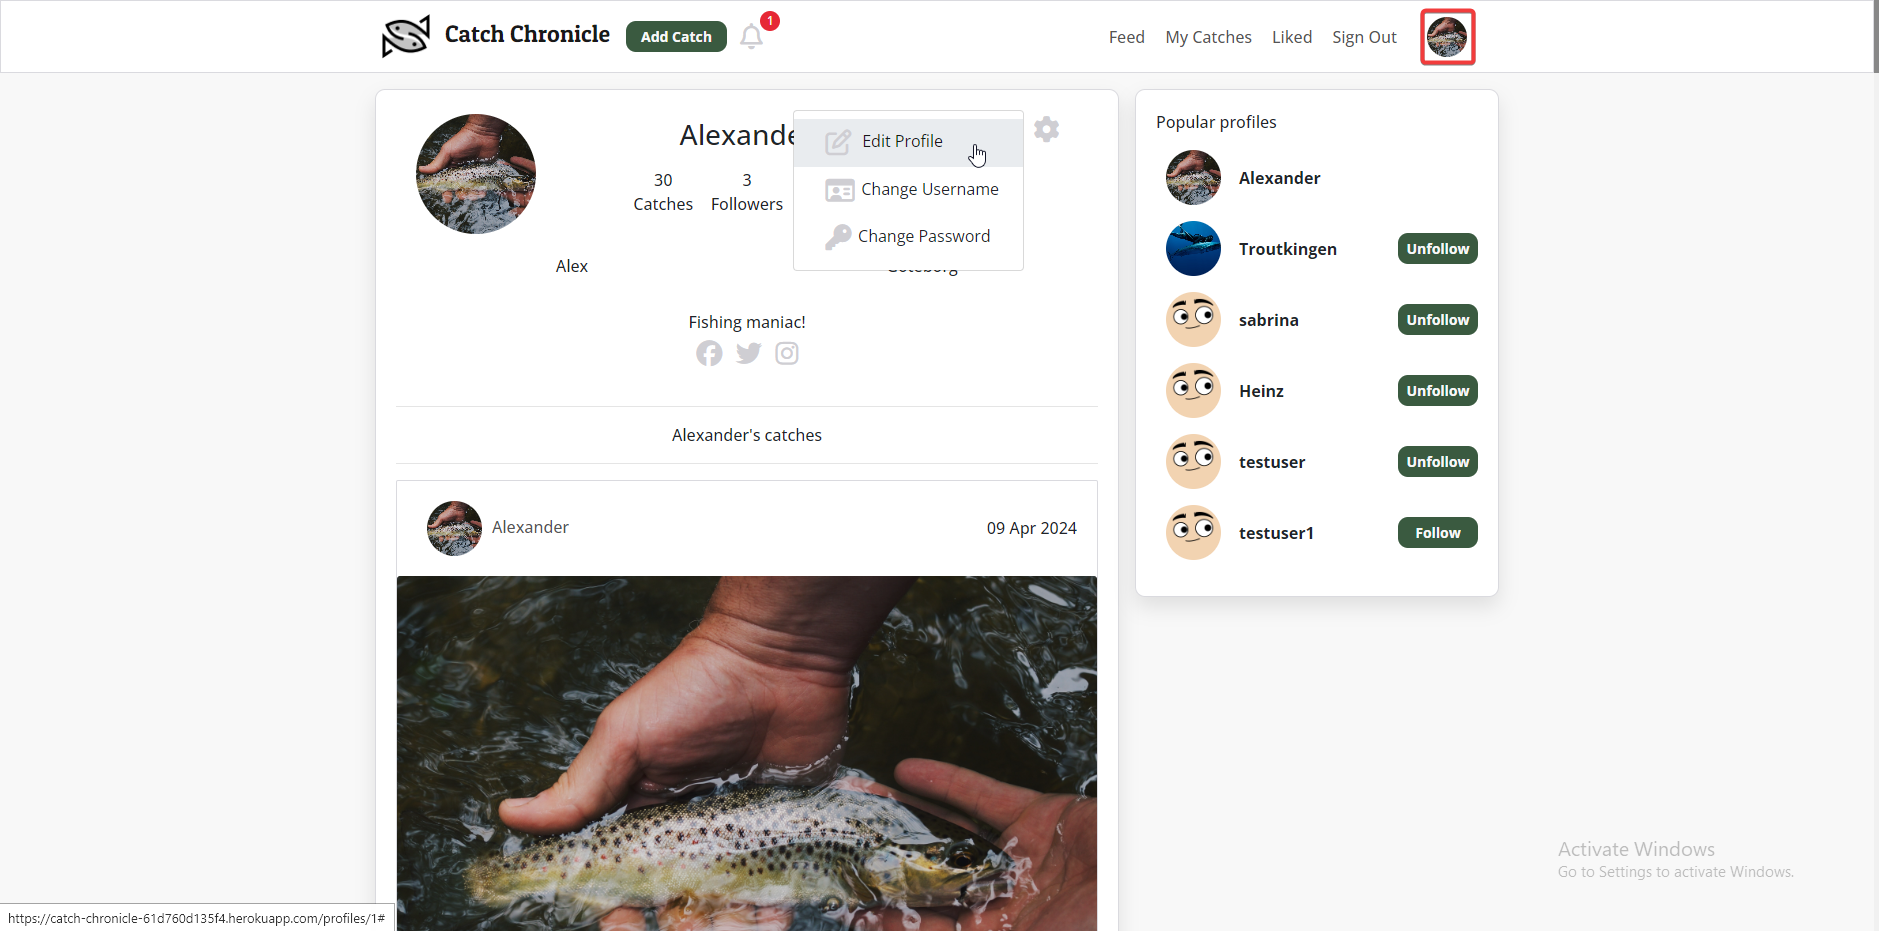 Catch Chronicle
Add Catch
1
Feed
My Catches
Liked
Sign Out
Alexande
30
Catches
3
Followers
Edit Profile
Change Username
Change Password
Alex
Göteborg
Fishing maniac!
Alexander's catches
Alexander
09 Apr 2024
Popular profiles
Alexander
Troutkingen
Unfollow
sabrina
Unfollow
Heinz
Unfollow
testuser
Unfollow
testuser1
Follow
Activate Windows
Go to Settings to activate Windows.
https://catch-chronicle-61d760d135f4.herokuapp.com/profiles/1#